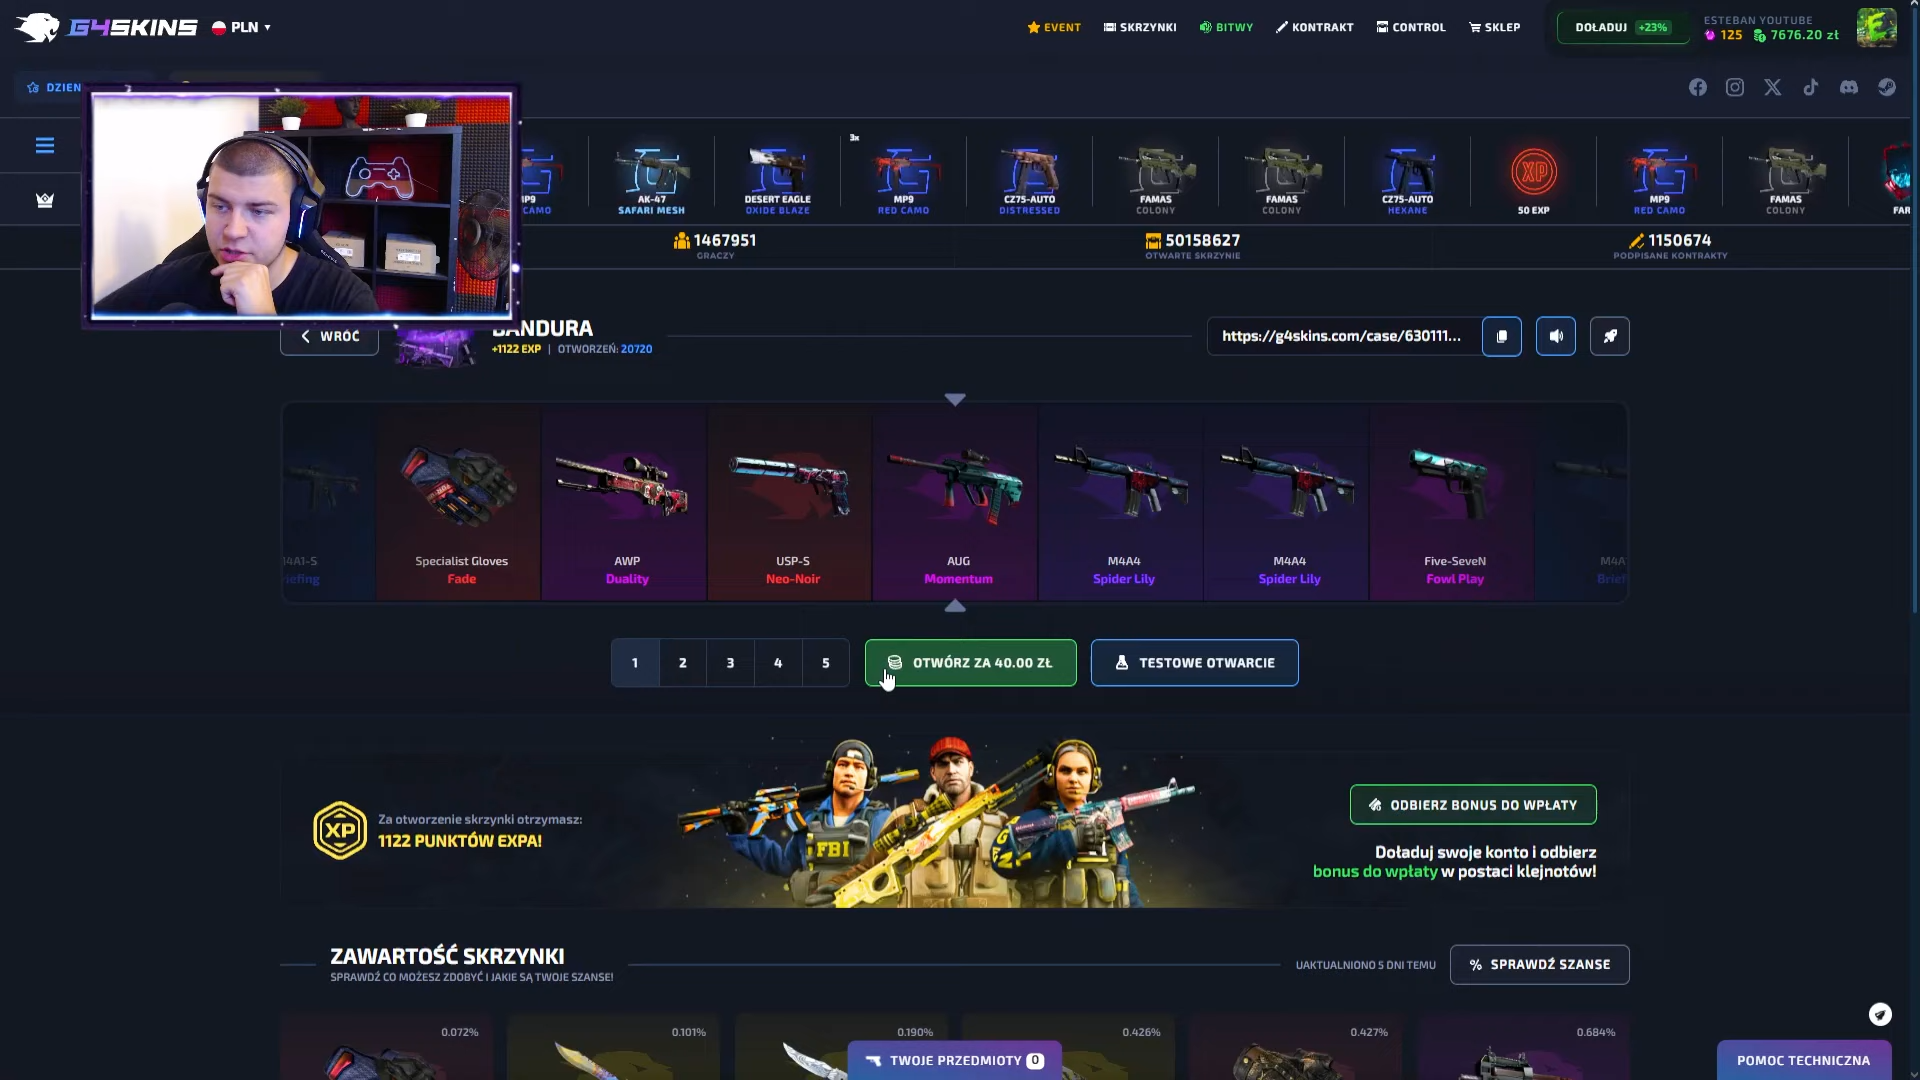 G4SKINS
PLN
EVENT
SKRZYNKI
BITWY
KONTRAKT
CONTROL
SKLEP
DOŁADUJ +23%
ESTEBAN YOUTUBE
125 7676.20 zł
DZIEN
CAMO
AK-47
SAFARI MESH
DESERT EAGLE
OXIDE BLAZE
3x
MP9
RED CAMO
CZ75-AUTO
DISTRESSED
FAMAS
COLONY
FAMAS
COLONY
CZ75-AUTO
HEXANE
XP
50 EXP
MP9
RED CAMO
FAMAS
COLONY
FAR
1467951
GRACZY
50158627
OTWARTE SKRZYNIE
1150674
PODPISANE KONTRAKTY
WRÓĆ
BANDURA
+1122 EXP | OTWORZEŃ: 20720
https://g4skins.com/case/630111...
Specialist Gloves
Fade
AWP
Duality
USP-S
Neo-Noir
AUG
Momentum
M4A4
Spider Lily
M4A4
Spider Lily
Five-SeveN
Fowl Play
1 2 3 4 5
OTWÓRZ ZA 40.00 ZŁ
TESTOWE OTWARCIE
XP
Za otworzenie skrzynki otrzymasz:
1122 PUNKTÓW EXPA!
FBI
ODBIERZ BONUS DO WPŁATY
Doładuj swoje konto i odbierz
bonus do wpłaty w postaci klejnotów!
ZAWARTOŚĆ SKRZYNKI
SPRAWDŹ CO MOŻESZ ZDOBYĆ I JAKIE SĄ TWOJE SZANSE!
UAKTUALNIONO 5 DNI TEMU
% SPRAWDŹ SZANSE
0.072%
0.101%
0.190%
0.426%
0.427%
0.684%
TWOJE PRZEDMIOTY 0
POMOC TECHNICZNA